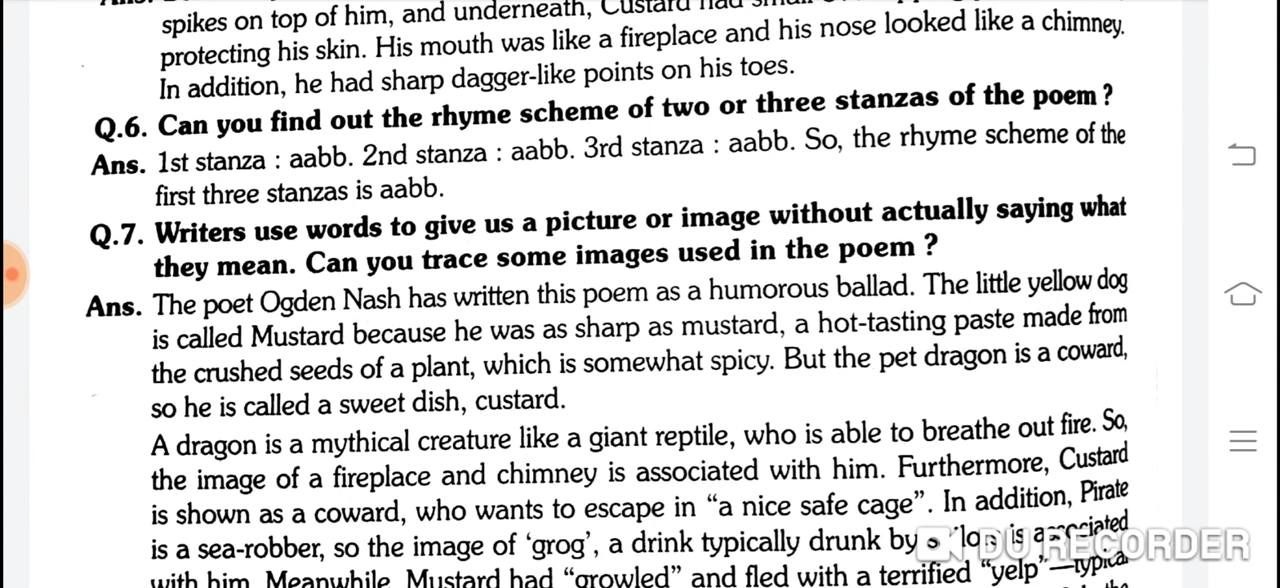 spikes on top of him, and underneath, Custard had
protecting his skin. His mouth was like a fireplace and his nose looked like a chimney.
In addition, he had sharp dagger-like points on his toes.
Q.6. Can you find out the rhyme scheme of two or three stanzas of the poem ?
Ans. 1st stanza : aabb. 2nd stanza : aabb. 3rd stanza : aabb. So, the rhyme scheme of the
first three stanzas is aabb.
Q.7. Writers use words to give us a picture or image without actually saying what
they mean. Can you trace some images used in the poem ?
Ans. The poet Ogden Nash has written this poem as a humorous ballad. The little yellow dog
is called Mustard because he was as sharp as mustard, a hot-tasting paste made from
the crushed seeds of a plant, which is somewhat spicy. But the pet dragon is a coward,
so he is called a sweet dish, custard.
A dragon is a mythical creature like a giant reptile, who is able to breathe out fire. So,
the image of a fireplace and chimney is associated with him. Furthermore, Custard
is shown as a coward, who wants to escape in “a nice safe cage”. In addition, Pirate
is a sea-robber, so the image of ‘grog’, a drink typically drunk by is associated
with him. Meanwhile, Mustard had “growled” and fled with a terrified “yelp”—
DU RECORDER